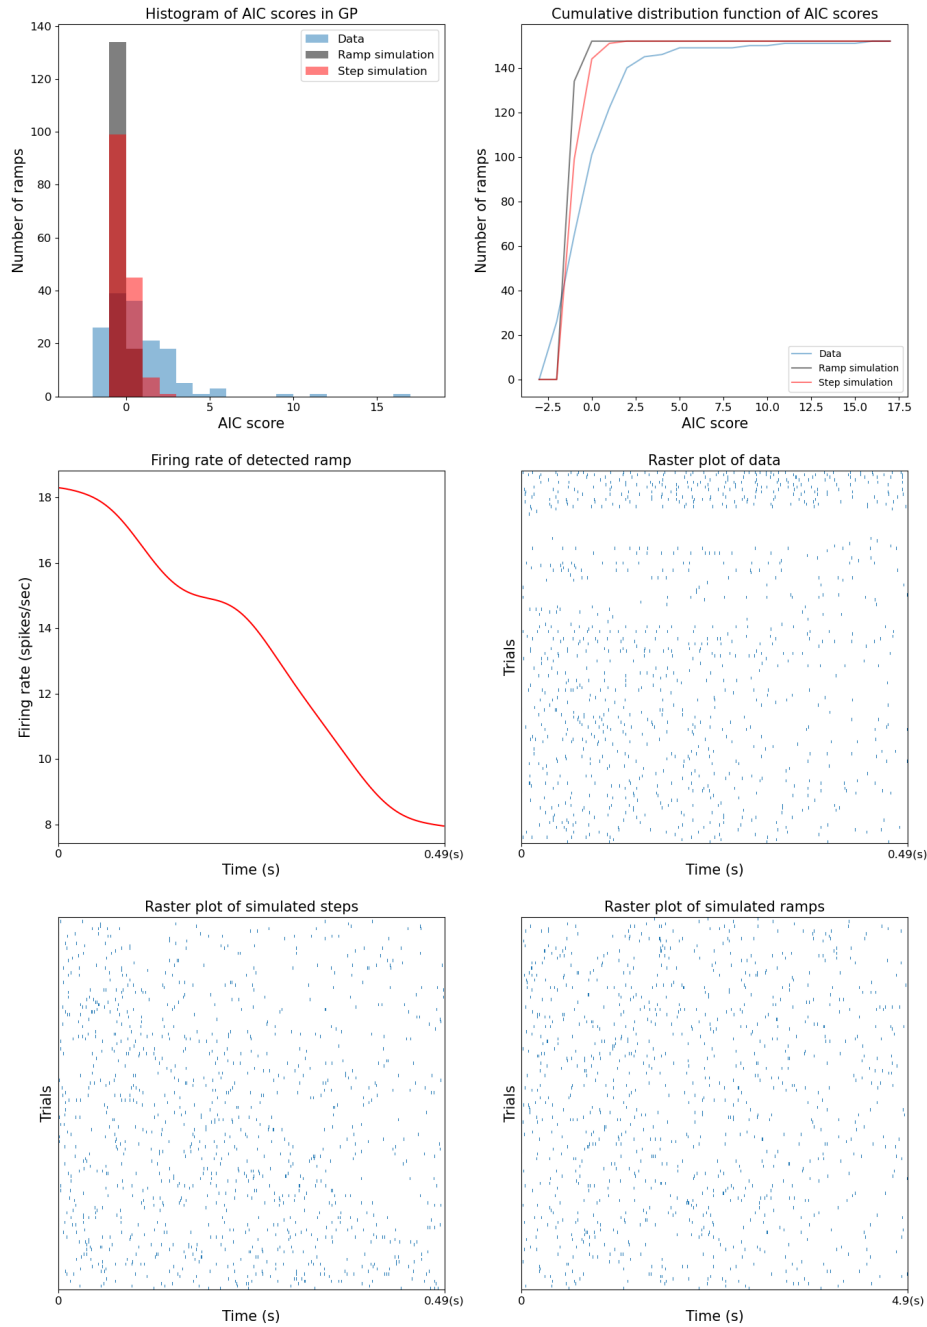 Histogram of AIC scores in GP
140
120
100
80
60
40
20
0
0
5
10
15
Number of ramps
AIC score
Data
Ramp simulation
Step simulation
Cumulative distribution function of AIC scores
140
120
100
80
60
40
20
0
−2.5
0.0
2.5
5.0
7.5
10.0
12.5
15.0
17.5
Number of ramps
AIC score
Data
Ramp simulation
Step simulation
Firing rate of detected ramp
18
16
14
12
10
8
Firing rate (spikes/sec)
0
0.49(s)
Time (s)
Raster plot of data
Trials
0
0.49(s)
Time (s)
Raster plot of simulated steps
Trials
0
0.49(s)
Time (s)
Raster plot of simulated ramps
Trials
0
4.9(s)
Time (s)